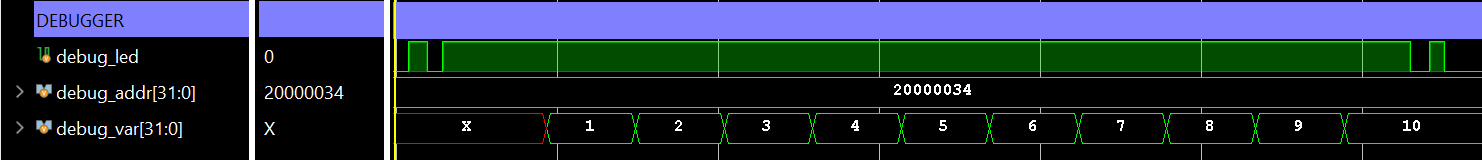 DEBUGGER
debug_led 0
debug_addr[31:0] 20000034 20000034
debug_var[31:0] X X 1 2 3 4 5 6 7 8 9 10